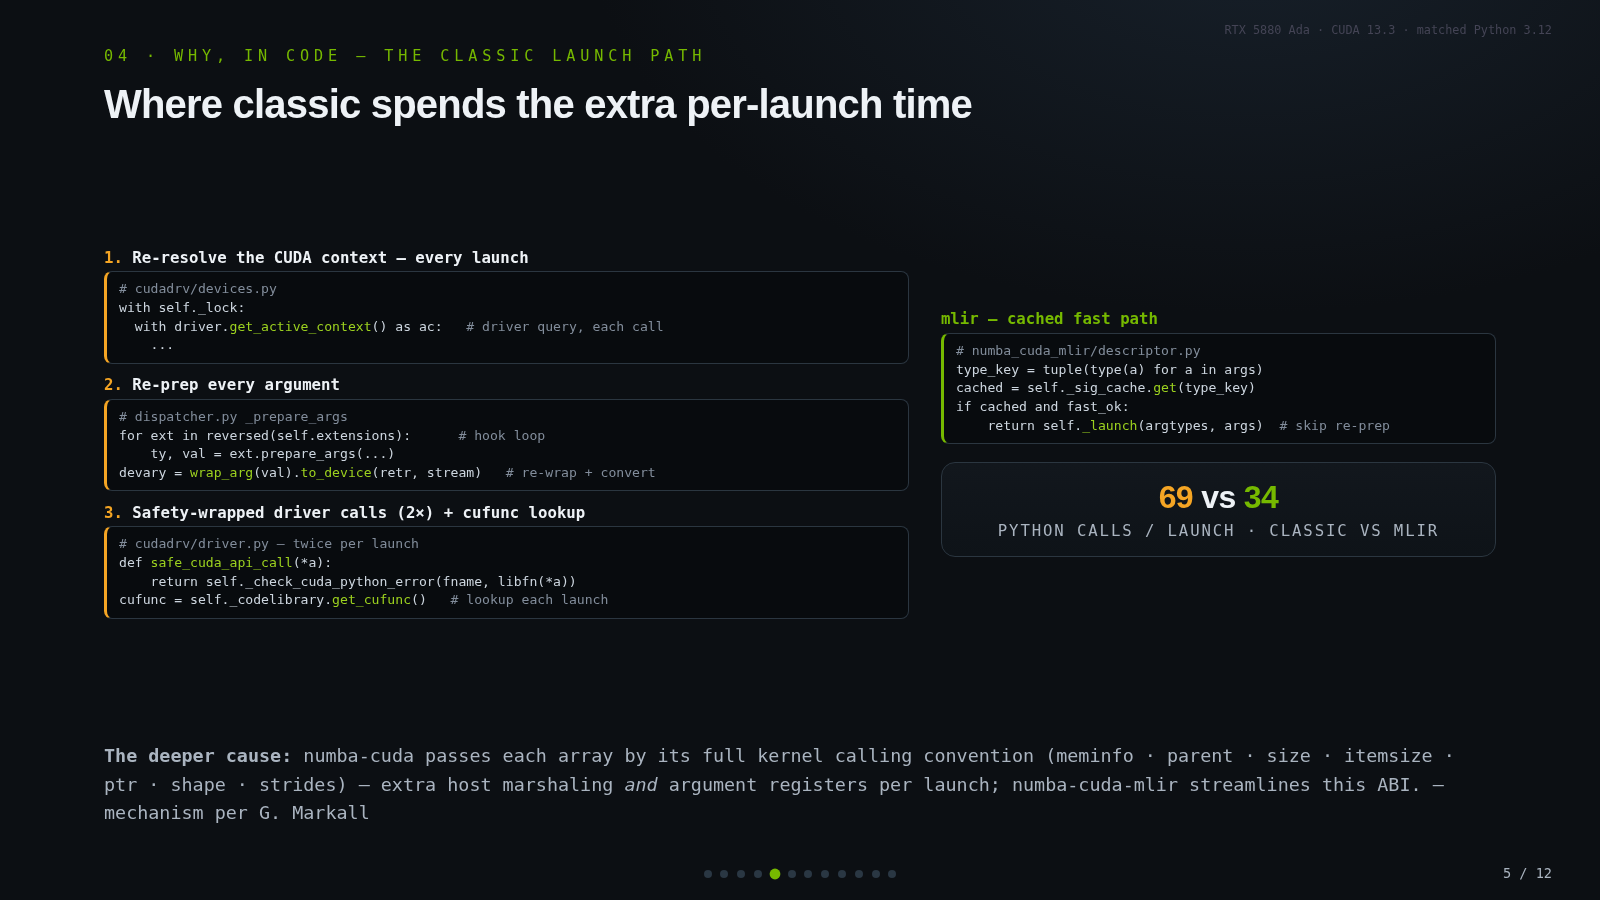 RTX 5880 Ada · CUDA 13.3 · matched Python 3.12
04 · WHY, IN CODE — THE CLASSIC LAUNCH PATH
Where classic spends the extra per-launch time
1. Re-resolve the CUDA context — every launch
# cudadrv/devices.py
with self._lock:
  with driver.get_active_context() as ac:   # driver query, each call
    ...
2. Re-prep every argument
# dispatcher.py _prepare_args
for ext in reversed(self.extensions):      # hook loop
    ty, val = ext.prepare_args(...)
devary = wrap_arg(val).to_device(retr, stream)   # re-wrap + convert
3. Safety-wrapped driver calls (2×) + cufunc lookup
# cudadrv/driver.py — twice per launch
def safe_cuda_api_call(*a):
    return self._check_cuda_python_error(fname, libfn(*a))
cufunc = self._codelibrary.get_cufunc()   # lookup each launch
mlir — cached fast path
# numba_cuda_mlir/descriptor.py
type_key = tuple(type(a) for a in args)
cached = self._sig_cache.get(type_key)
if cached and fast_ok:
    return self._launch(argtypes, args)  # skip re-prep
69 vs 34
PYTHON CALLS / LAUNCH · CLASSIC VS MLIR
The deeper cause: numba-cuda passes each array by its full kernel calling convention (meminfo · parent · size · itemsize ·
ptr · shape · strides) — extra host marshaling and argument registers per launch; numba-cuda-mlir streamlines this ABI. —
mechanism per G. Markall
5 / 12